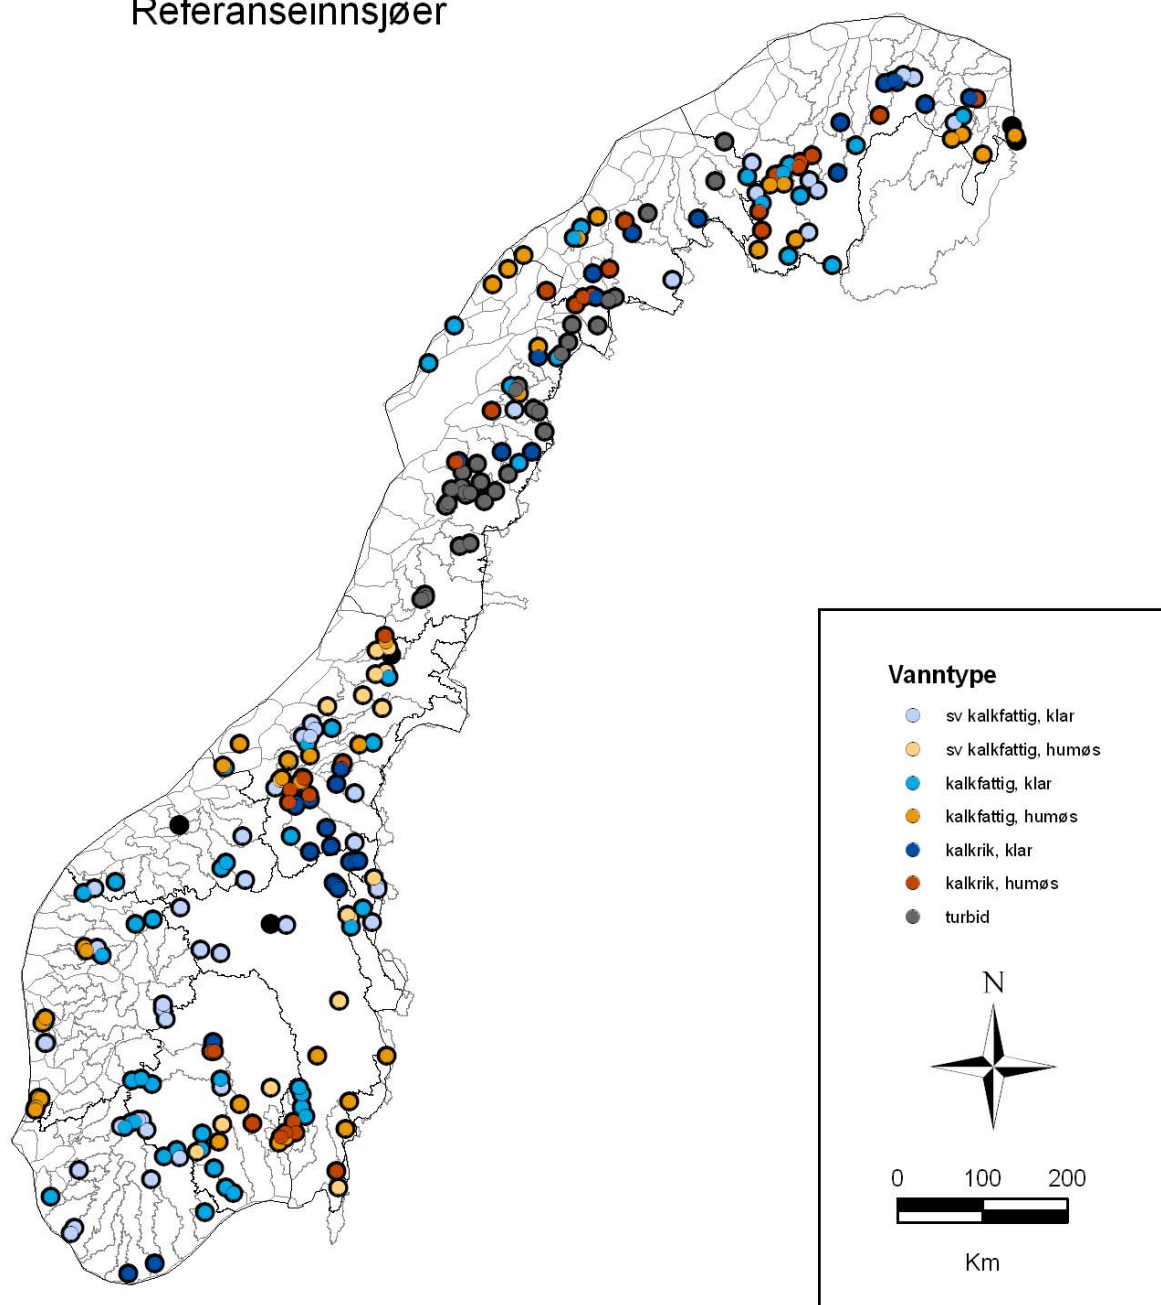 Referanseinnsjøer
Vanntype
sv kalkfattig, klar
sv kalkfattig, humøs
kalkfattig, klar
kalkfattig, humøs
kalkrik, klar
kalkrik, humøs
turbid
N
0 100 200
Km